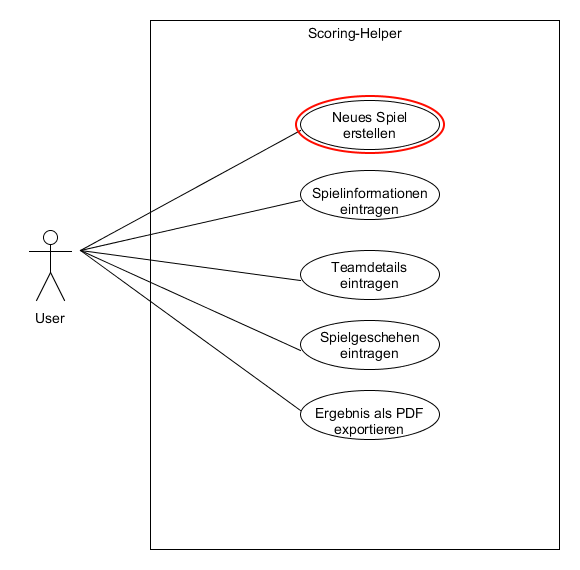 Scoring-Helper
Neues Spiel
erstellen
Spielinformationen
eintragen
Teamdetails
eintragen
User
Spielgeschehen
eintragen
Ergebnis als PDF
exportieren